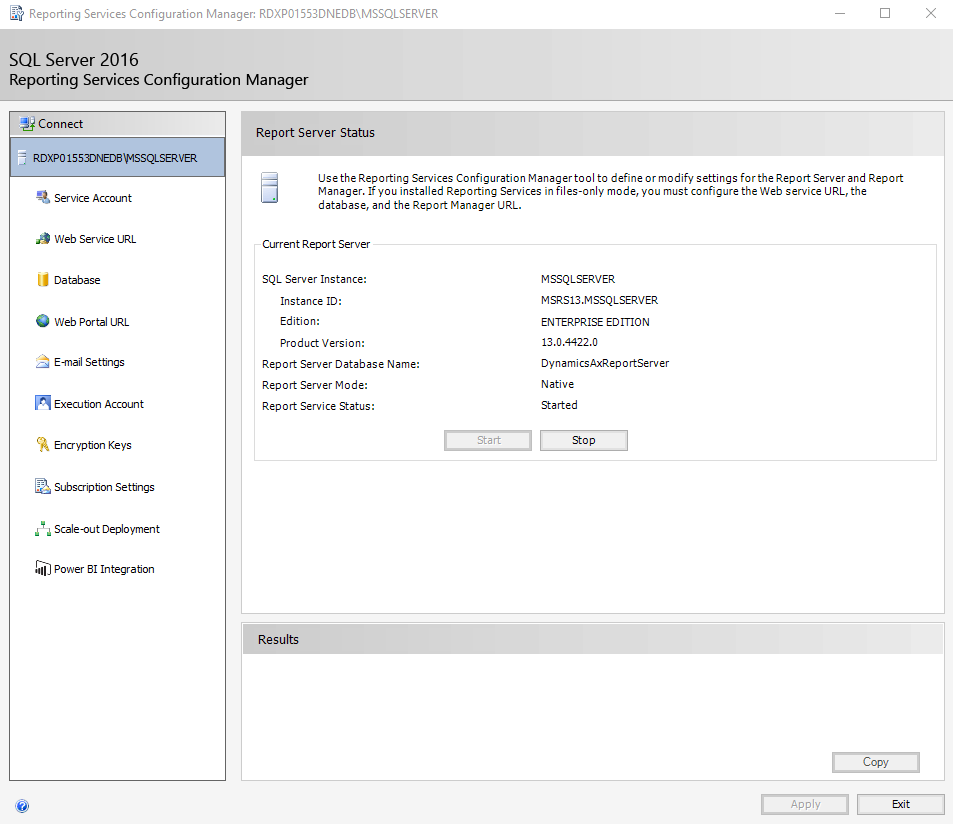 Reporting Services Configuration Manager: RDXP01553DNEDB\MSSQLSERVER
SQL Server 2016
Reporting Services Configuration Manager
Connect
RDXP01553DNEDB\MSSQLSERVER
Service Account
Web Service URL
Database
Web Portal URL
E-mail Settings
Execution Account
Encryption Keys
Subscription Settings
Scale-out Deployment
Power BI Integration
Report Server Status
Use the Reporting Services Configuration Manager tool to define or modify settings for the Report Server and Report
Manager. If you installed Reporting Services in files-only mode, you must configure the Web service URL, the
database, and the Report Manager URL.
Current Report Server
SQL Server Instance: MSSQLSERVER
Instance ID: MSRS13.MSSQLSERVER
Edition: ENTERPRISE EDITION
Product Version: 13.0.4422.0
Report Server Database Name: DynamicsAxReportServer
Report Server Mode: Native
Report Service Status: Started
Start Stop
Results
Copy
Apply Exit